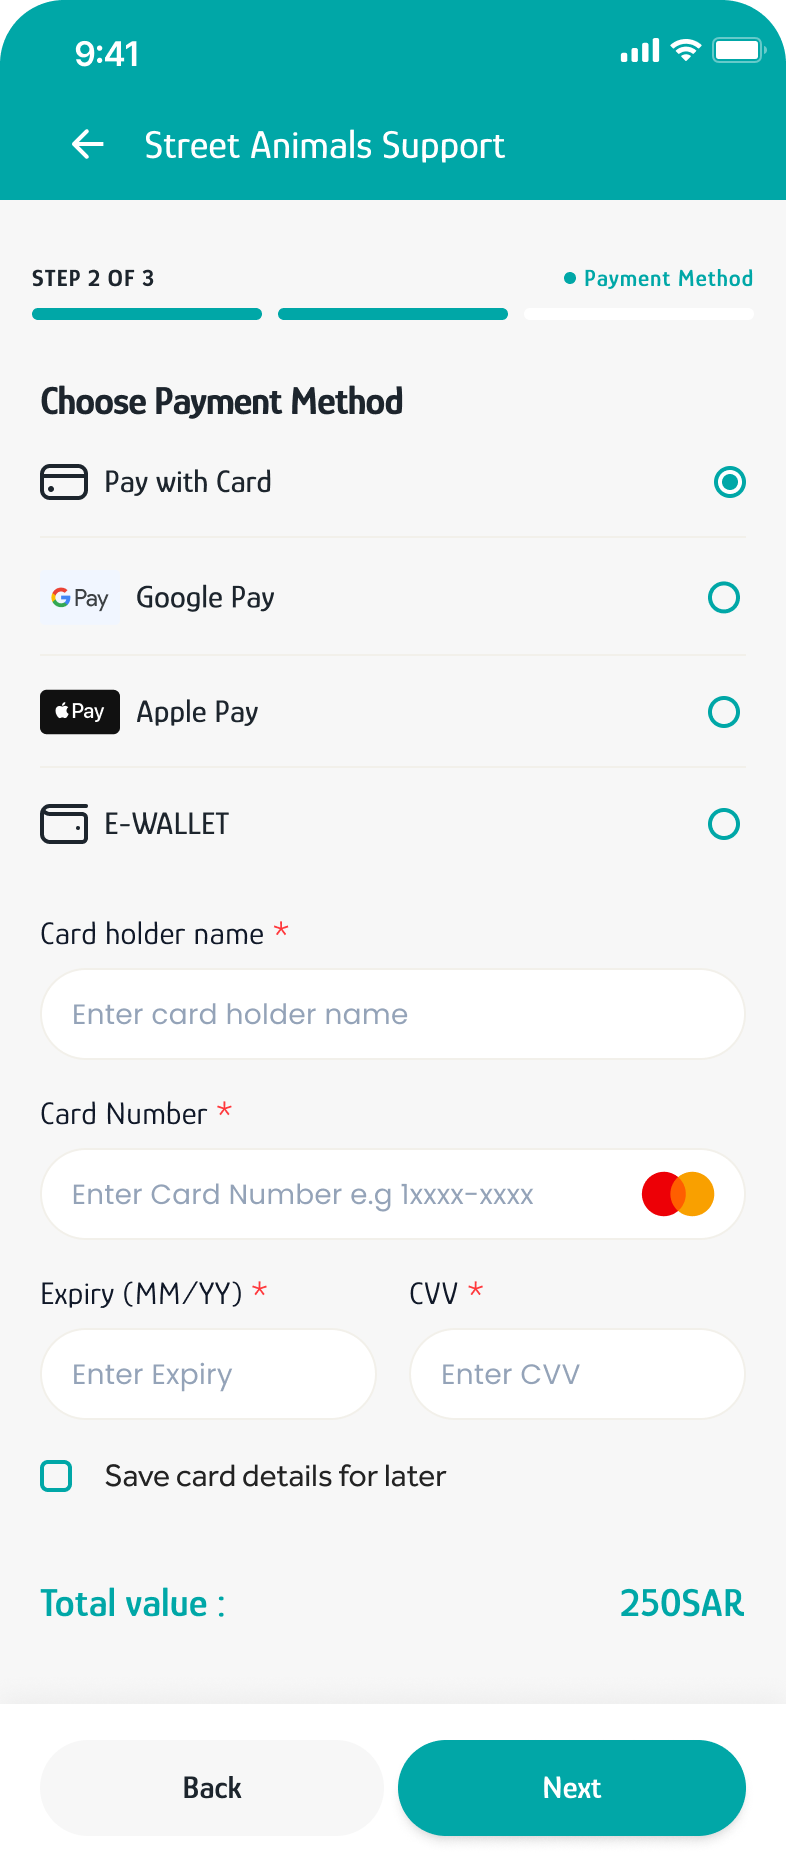 9:41
Street Animals Support
STEP 2 OF 3
Payment Method
Choose Payment Method
Pay with Card
G Pay Google Pay
Pay Apple Pay
E-WALLET
Card holder name *
Enter card holder name
Card Number *
Enter Card Number e.g 1xxxx-xxxx
Expiry (MM/YY) * CVV *
Enter Expiry Enter CVV
Save card details for later
Total value : 250SAR
Back Next